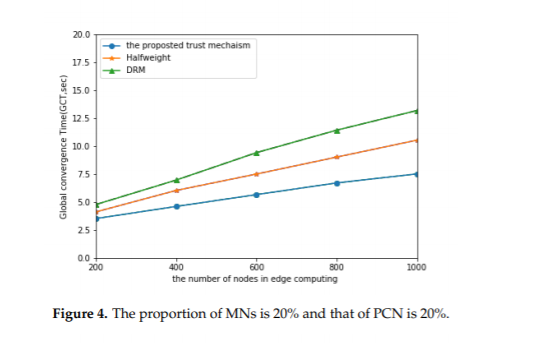 20.0
17.5
15.0
12.5
10.0
7.5
5.0
2.5
0.0
Global convergence Time(GCT,sec)
the proposted trust mechaism
Halfweight
DRM
200 400 600 800 1000
the number of nodes in edge computing
Figure 4. The proportion of MNs is 20% and that of PCN is 20%.